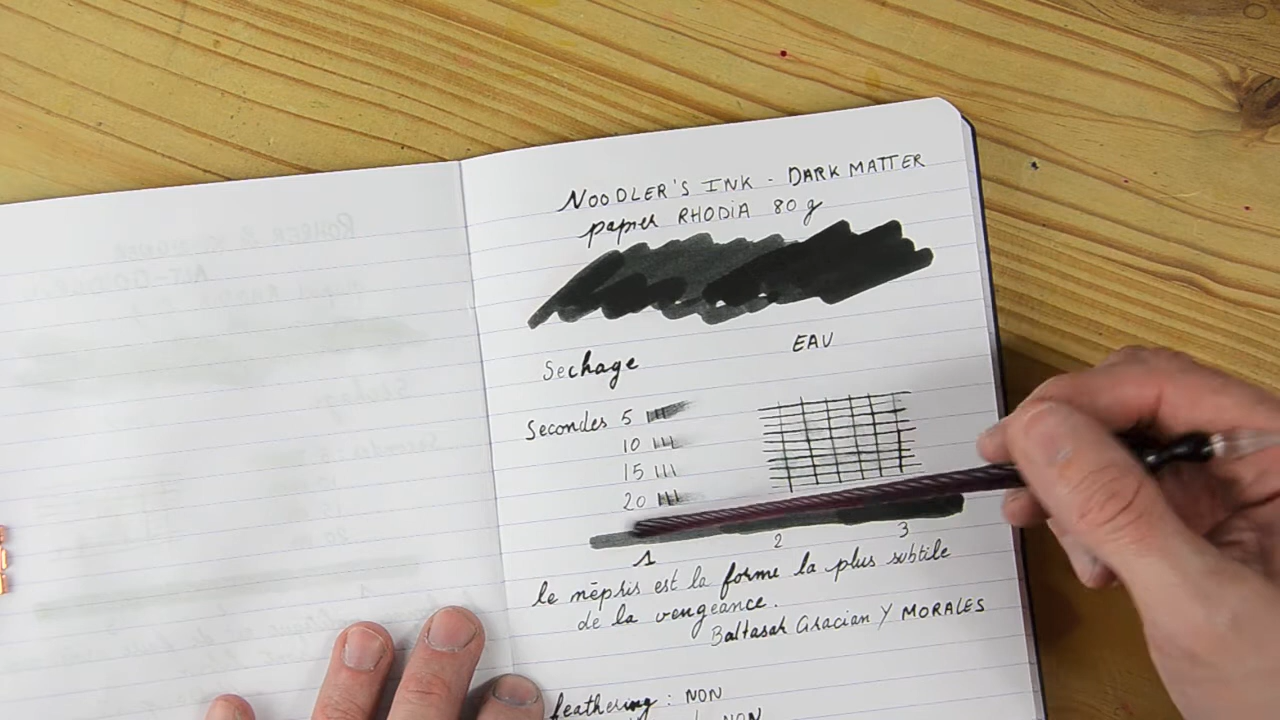 NOODLER'S INK - DARK MATTER
papier RHODIA 80 g
Sechage
EAU
Secondes 5
10
15
20
1 2 3
le mépris est la forme la plus subtile
de la vengeance.
Baltasar Gracian Y MORALES
feathering : NON
NON